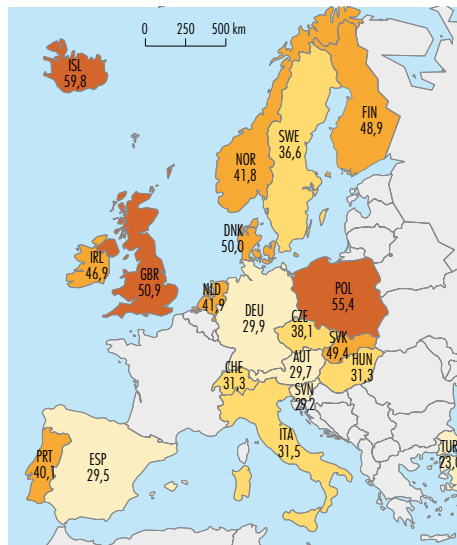 0 250 500 km
ISL
59,8
FIN
48,9
SWE
36,6
NOR
41,8
DNK
50,0
IRL
46,9
GBR
50,9
NLD
41,9
POL
55,4
DEU
29,9
CZE
38,1
SVK
49,4
AUT
29,7
HUN
31,3
CHE
31,3
SVN
29,2
ITA
31,5
PRT
40,1
ESP
29,5
TUR